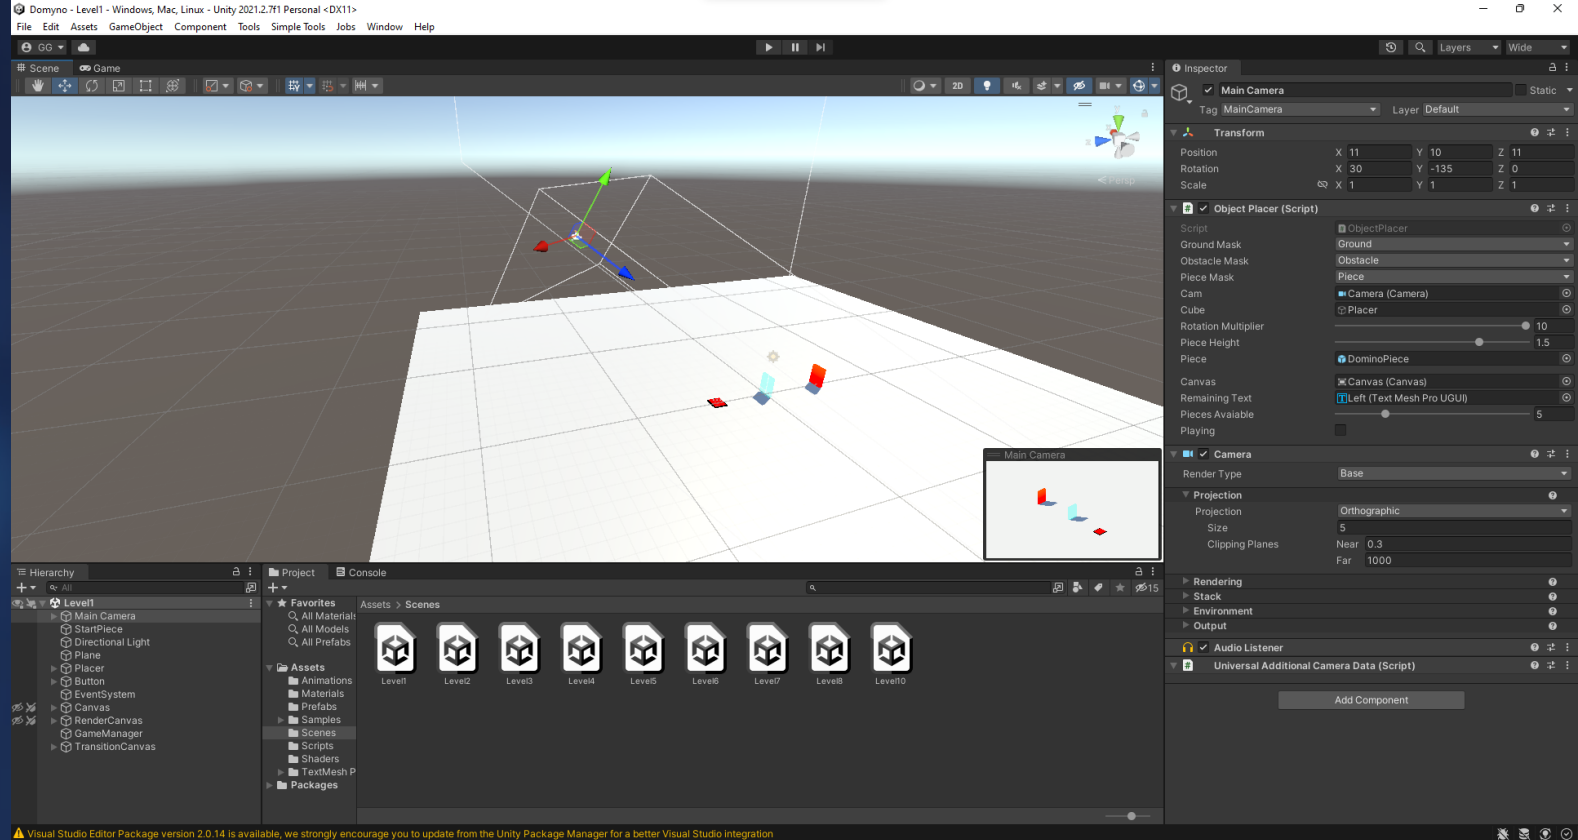 Domyno - Level1 - Windows, Mac, Linux - Unity 2021.2.7f1 Personal <DX11>
File Edit Assets GameObject Component Tools Simple Tools Jobs Window Help
GG Layers Wide
Scene Game
2D
Persp
Main Camera
Inspector
Main Camera Static
Tag MainCamera Layer Default
Transform
Position X 11 Y 10 Z 11
Rotation X 30 Y -135 Z 0
Scale X 1 Y 1 Z 1
Object Placer (Script)
Script ObjectPlacer
Ground Mask Ground
Obstacle Mask Obstacle
Piece Mask Piece
Cam Camera (Camera)
Cube Placer
Rotation Multiplier 10
Piece Height 1.5
Piece DominoPiece
Canvas Canvas (Canvas)
Remaining Text Left (Text Mesh Pro UGUI)
Pieces Avaiable 5
Playing
Camera
Render Type Base
Projection
Projection Orthographic
Size 5
Clipping Planes Near 0.3
Far 1000
Rendering
Stack
Environment
Output
Audio Listener
Universal Additional Camera Data (Script)
Add Component
Hierarchy
All
Level1
Main Camera
StartPiece
Directional Light
Plane
Placer
Button
EventSystem
Canvas
RenderCanvas
GameManager
TransitionCanvas
Project Console
15
Favorites
All Materials
All Models
All Prefabs
Assets
Animations
Materials
Prefabs
Samples
Scenes
Scripts
Shaders
TextMesh P
Packages
Assets > Scenes
Level1 Level2 Level3 Level4 Level5 Level6 Level7 Level8 Level10
Visual Studio Editor Package version 2.0.14 is available, we strongly encourage you to update from the Unity Package Manager for a better Visual Studio integration